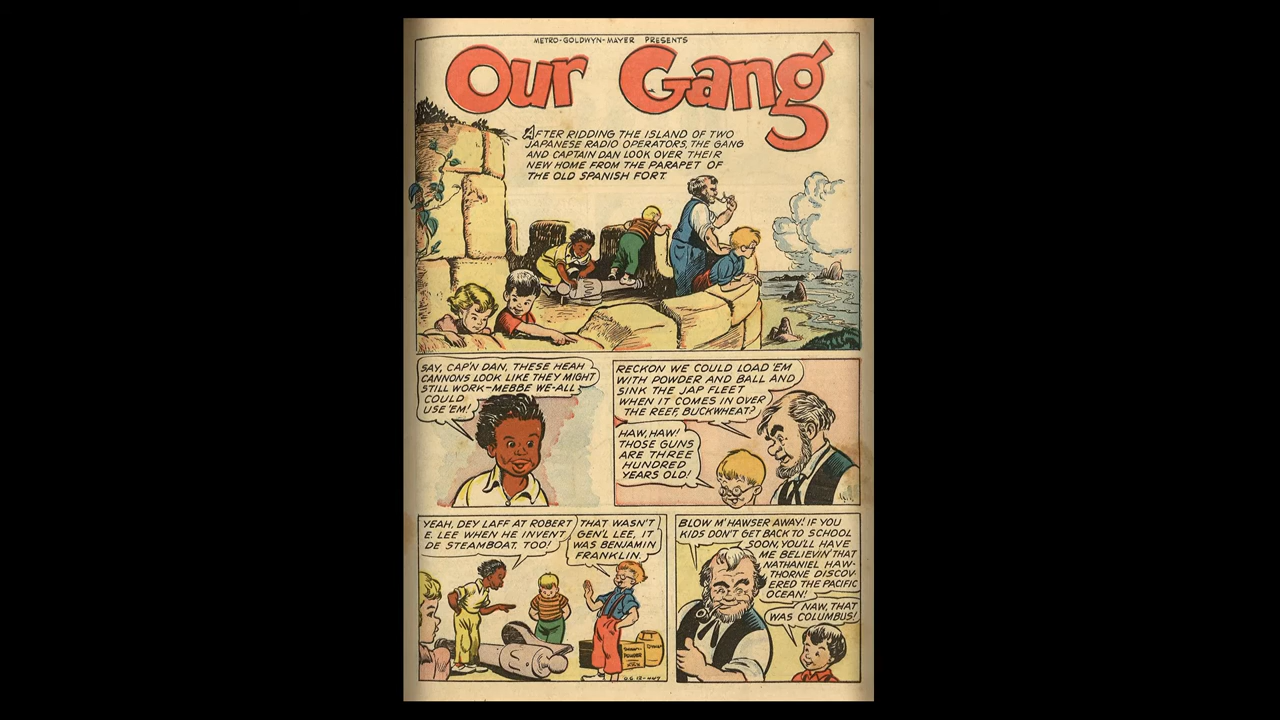 METRO-GOLDWYN-MAYER PRESENTS
Our Gang
AFTER RIDDING THE ISLAND OF TWO
JAPANESE RADIO OPERATORS, THE GANG
AND CAPTAIN DAN LOOK OVER THEIR
NEW HOME FROM THE PARAPET OF
THE OLD SPANISH FORT.
SAY, CAP'N DAN, THESE HEAH
CANNONS LOOK LIKE THEY MIGHT
STILL WORK—MEBBE WE-ALL
COULD
USE 'EM!
RECKON WE COULD LOAD 'EM
WITH POWDER AND BALL AND
SINK THE JAP FLEET
WHEN IT COMES IN OVER
THE REEF, BUCKWHEAT?
HAW, HAW!
THOSE GUNS
ARE THREE
HUNDRED
YEARS OLD!
YEAH, DEY LAFF AT ROBERT
E. LEE WHEN HE INVENT
DE STEAMBOAT, TOO!
THAT WASN'T
GEN'L LEE, IT
WAS BENJAMIN
FRANKLIN.
POWDER
BLOW M' HAWSER AWAY! IF YOU
KIDS DON'T GET BACK TO SCHOOL
SOON, YOU'LL HAVE
ME BELIEVIN' THAT
NATHANIEL HAW-
THORNE DISCOV-
ERED THE PACIFIC
OCEAN!
NAW, THAT
WAS COLUMBUS!